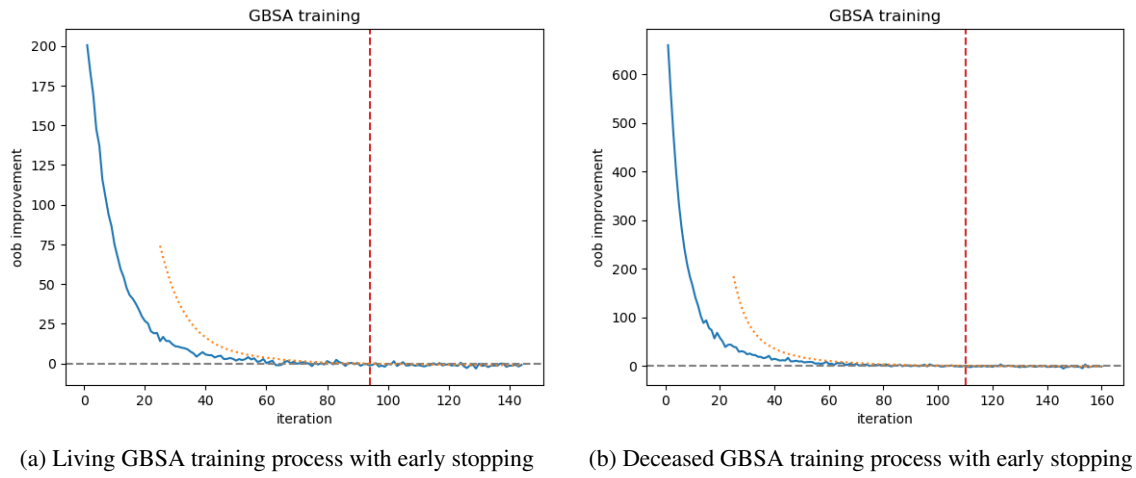 GBSA training
200
175
150
125
100
75
50
25
0
oob improvement
0 20 40 60 80 100 120 140
iteration
(a) Living GBSA training process with early stopping
GBSA training
600
500
400
300
200
100
0
oob improvement
0 20 40 60 80 100 120 140 160
iteration
(b) Deceased GBSA training process with early stopping